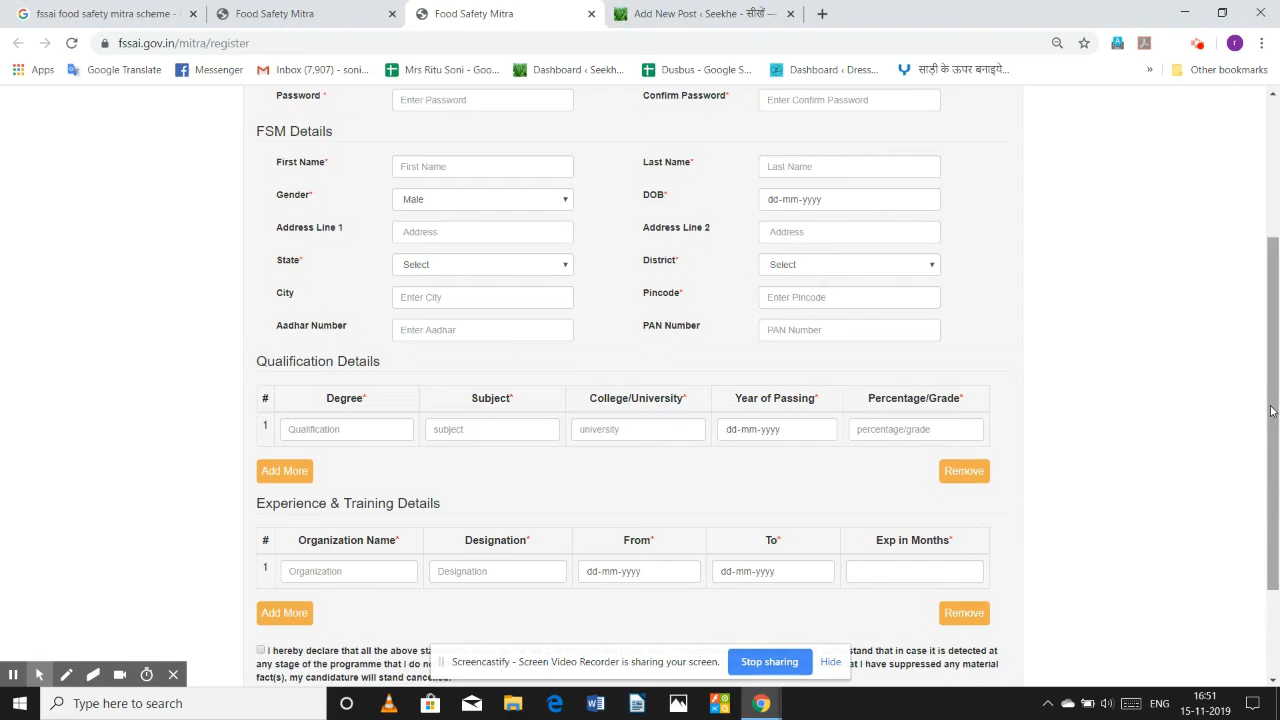 fssai food safety mitra scheme -
Food Safety Mitra
Food Safety Mitra
Add New Post ‹ Seekhe - सीखें —
fssai.gov.in/mitra/register
Apps
Google Translate
Messenger
Inbox (7,907) - soni...
Mrs Ritu Soni - Goo...
Dashboard ‹ Seekh...
Dusbus - Google S...
Dashboard ‹ Dress...
साड़ी के ऊपर बनाइपे...
»
Other bookmarks
Password * Enter Password Confirm Password* Enter Confirm Password
FSM Details
First Name* First Name Last Name* Last Name
Gender* Male DOB* dd-mm-yyyy
Address Line 1 Address Address Line 2 Address
State* Select District* Select
City Enter City Pincode* Enter Pincode
Aadhar Number Enter Aadhar PAN Number PAN Number
Qualification Details
# Degree* Subject* College/University* Year of Passing* Percentage/Grade*
1 Qualification subject university dd-mm-yyyy percentage/grade
Add More Remove
Experience & Training Details
# Organization Name* Designation* From* To* Exp in Months*
1 Organization Designation dd-mm-yyyy dd-mm-yyyy
Add More Remove
I hereby declare that all the above sta stand that in case it is detected at
any stage of the programme that I do no at I have suppressed any material
fact(s), my candidature will stand cancelled.
Screencastify - Screen Video Recorder is sharing your screen. Stop sharing Hide
Type here to search
ENG
16:51
15-11-2019